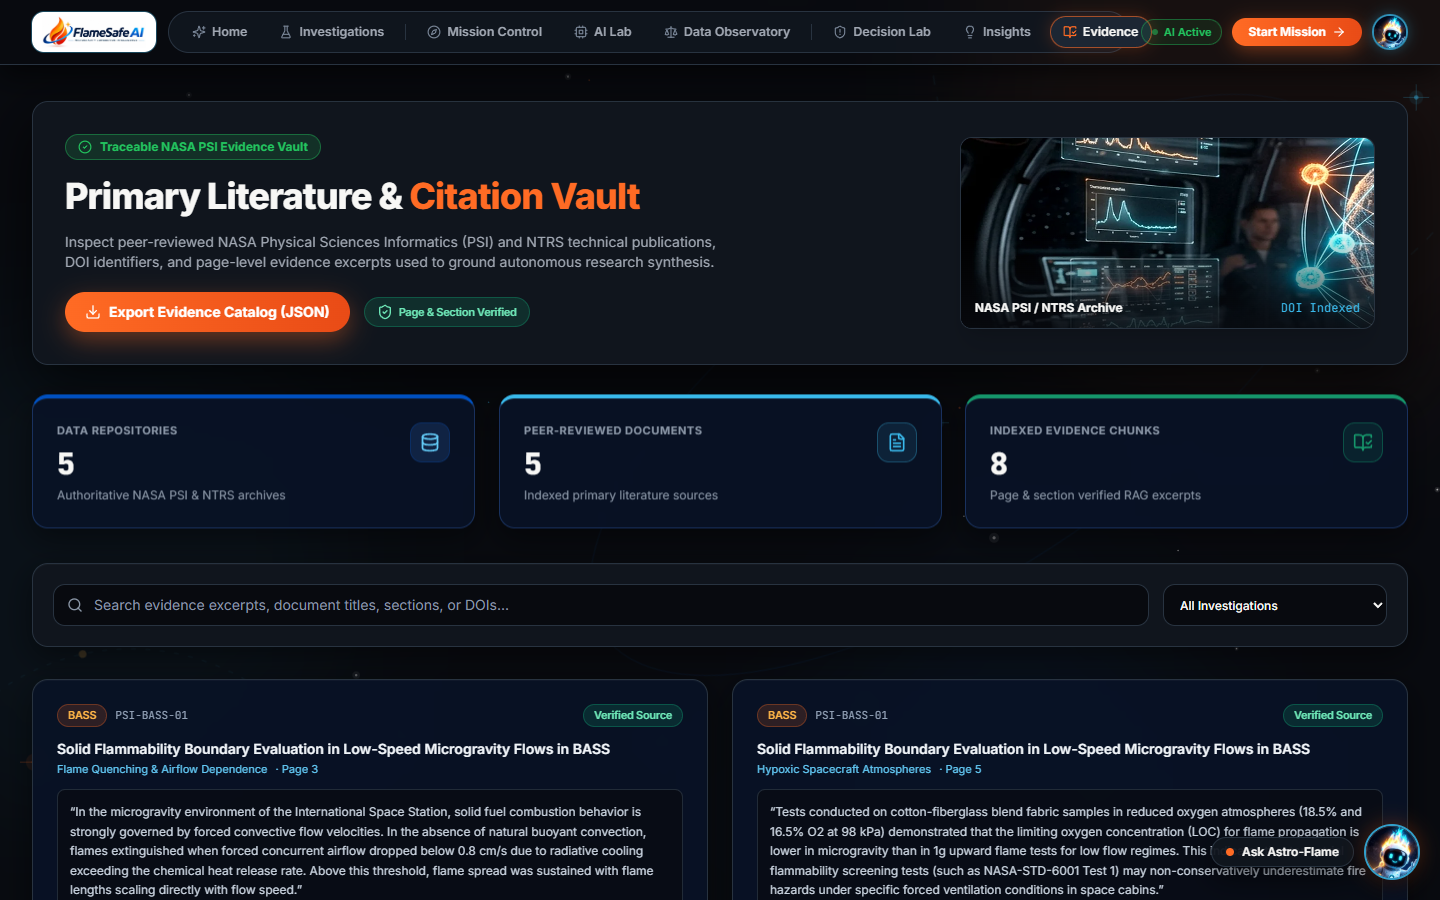 FlameSafe AI
Home
Investigations
Mission Control
AI Lab
Data Observatory
Decision Lab
Insights
Evidence
AI Active
Start Mission
Traceable NASA PSI Evidence Vault
Primary Literature & Citation Vault
Inspect peer-reviewed NASA Physical Sciences Informatics (PSI) and NTRS technical publications,
DOI identifiers, and page-level evidence excerpts used to ground autonomous research synthesis.
Export Evidence Catalog (JSON)
Page & Section Verified
NASA PSI / NTRS Archive
DOI Indexed
DATA REPOSITORIES
5
Authoritative NASA PSI & NTRS archives
PEER-REVIEWED DOCUMENTS
5
Indexed primary literature sources
INDEXED EVIDENCE CHUNKS
8
Page & section verified RAG excerpts
Search evidence excerpts, document titles, sections, or DOIs...
All Investigations
BASS
PSI-BASS-01
Verified Source
Solid Flammability Boundary Evaluation in Low-Speed Microgravity Flows in BASS
Flame Quenching & Airflow Dependence · Page 3
“In the microgravity environment of the International Space Station, solid fuel combustion behavior is
strongly governed by forced convective flow velocities. In the absence of natural buoyant convection,
flames extinguished when forced concurrent airflow dropped below 0.8 cm/s due to radiative cooling
exceeding the chemical heat release rate. Above this threshold, flame spread was sustained with flame
lengths scaling directly with flow speed.”
BASS
PSI-BASS-01
Verified Source
Solid Flammability Boundary Evaluation in Low-Speed Microgravity Flows in BASS
Hypoxic Spacecraft Atmospheres · Page 5
“Tests conducted on cotton-fiberglass blend fabric samples in reduced oxygen atmospheres (18.5% and
16.5% O2 at 98 kPa) demonstrated that the limiting oxygen concentration (LOC) for flame propagation is
lower in microgravity than in 1g upward flame tests for low flow regimes. This
flammability screening tests (such as NASA-STD-6001 Test 1) may non-conservatively underestimate fire
hazards under specific forced ventilation conditions in space cabins.”
Ask Astro-Flame